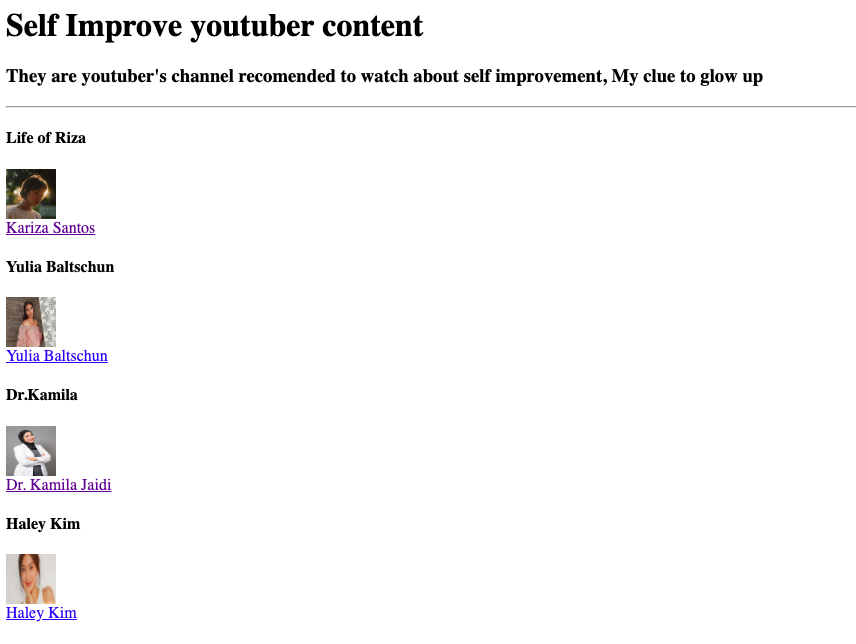 Self Improve youtuber content
They are youtuber's channel recomended to watch about self improvement, My clue to glow up
Life of Riza
Kariza Santos
Yulia Baltschun
Yulia Baltschun
Dr.Kamila
Dr. Kamila Jaidi
Haley Kim
Haley Kim